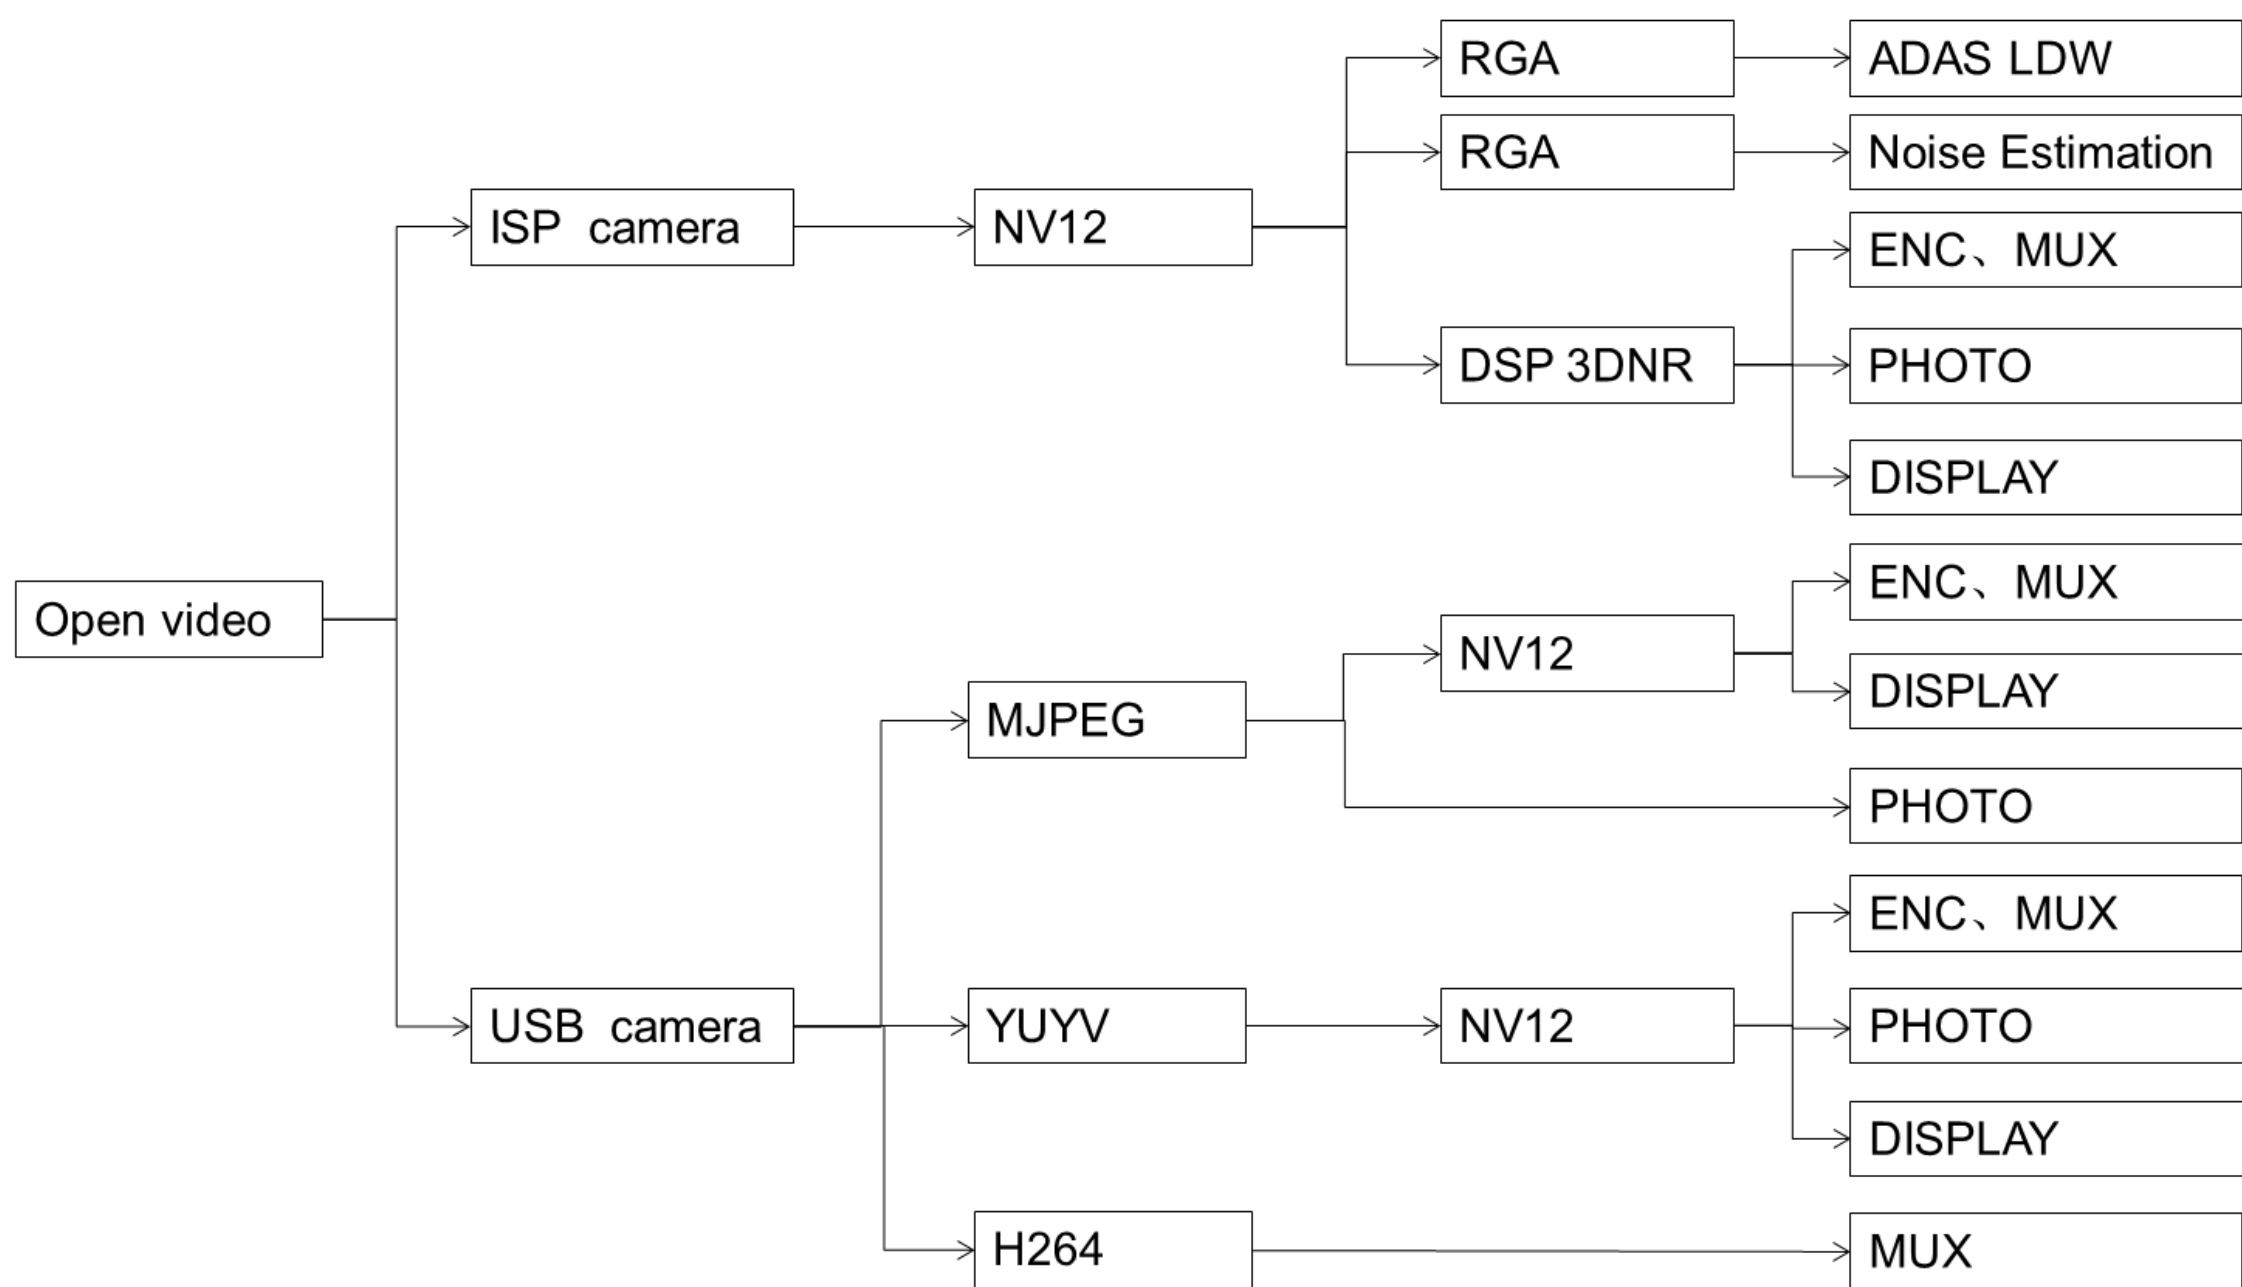 RGA
ADAS LDW
RGA
Noise Estimation
ISP camera
NV12
ENC、MUX
DSP 3DNR
PHOTO
DISPLAY
Open video
ENC、MUX
NV12
DISPLAY
MJPEG
PHOTO
ENC、MUX
USB camera
YUYV
NV12
PHOTO
DISPLAY
H264
MUX